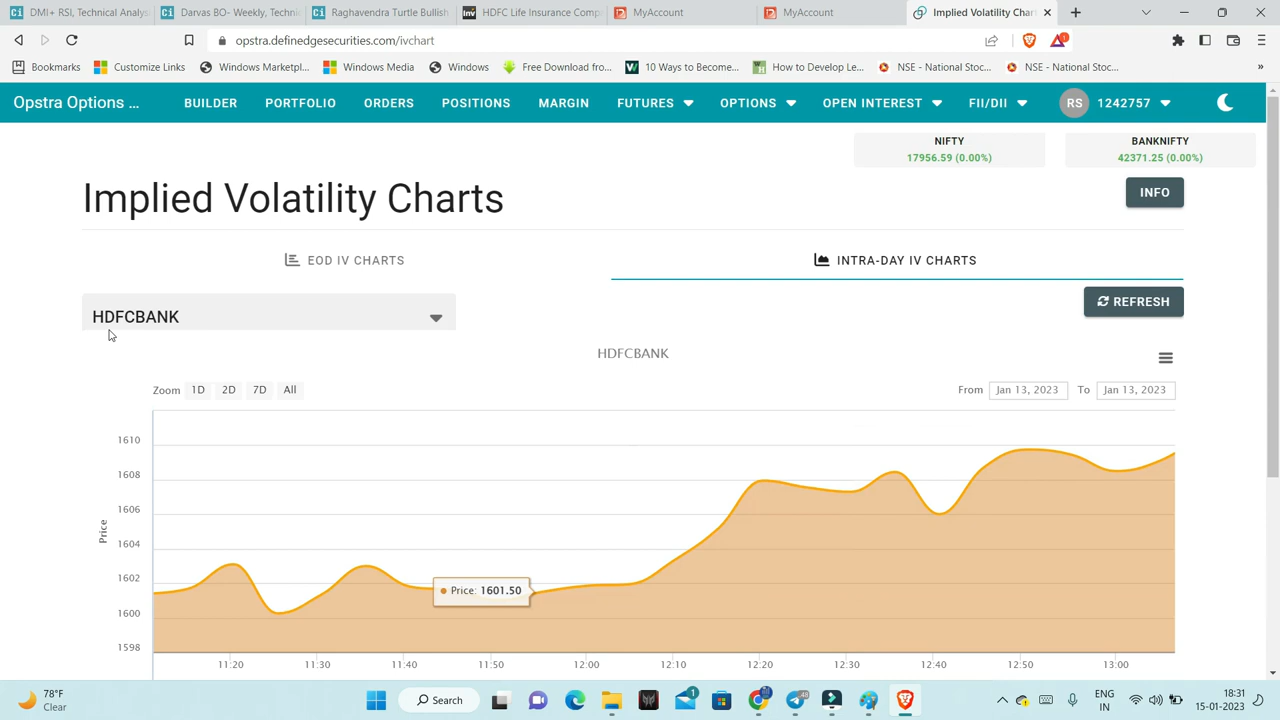 DMI+ RSI, Technical Analys
Darvas BO- Weekly, Techni
Raghavendra Turtle Bullish
HDFC Life Insurance Comp
MyAccount
MyAccount
Implied Volatility Char
opstra.definedgesecurities.com/ivchart
Bookmarks
Customize Links
Windows Marketpl...
Windows Media
Windows
Free Download fro...
10 Ways to Become...
How to Develop Le...
NSE - National Stoc...
NSE - National Stoc...
»
Opstra Options ...
BUILDER
PORTFOLIO
ORDERS
POSITIONS
MARGIN
FUTURES
OPTIONS
OPEN INTEREST
FII/DII
RS
1242757
NIFTY
17956.59 (0.00%)
BANKNIFTY
42371.25 (0.00%)
Implied Volatility Charts
INFO
EOD IV CHARTS
INTRA-DAY IV CHARTS
HDFCBANK
REFRESH
HDFCBANK
Zoom 1D 2D 7D All
From Jan 13, 2023 To Jan 13, 2023
1610
1608
1606
1604
1602
1600
1598
Price
Price: 1601.50
11:20 11:30 11:40 11:50 12:00 12:10 12:20 12:30 12:40 12:50 13:00
78°F
Clear
Search
1
48
ENG
IN
18:31
15-01-2023